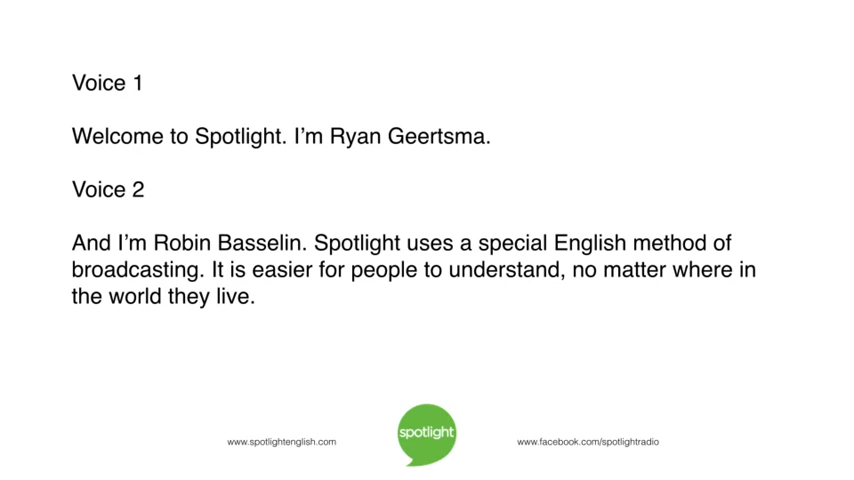 Voice 1
Welcome to Spotlight. I’m Ryan Geertsma.
Voice 2
And I’m Robin Basselin. Spotlight uses a special English method of
broadcasting. It is easier for people to understand, no matter where in
the world they live.
www.spotlightenglish.com
spotlight
www.facebook.com/spotlightradio